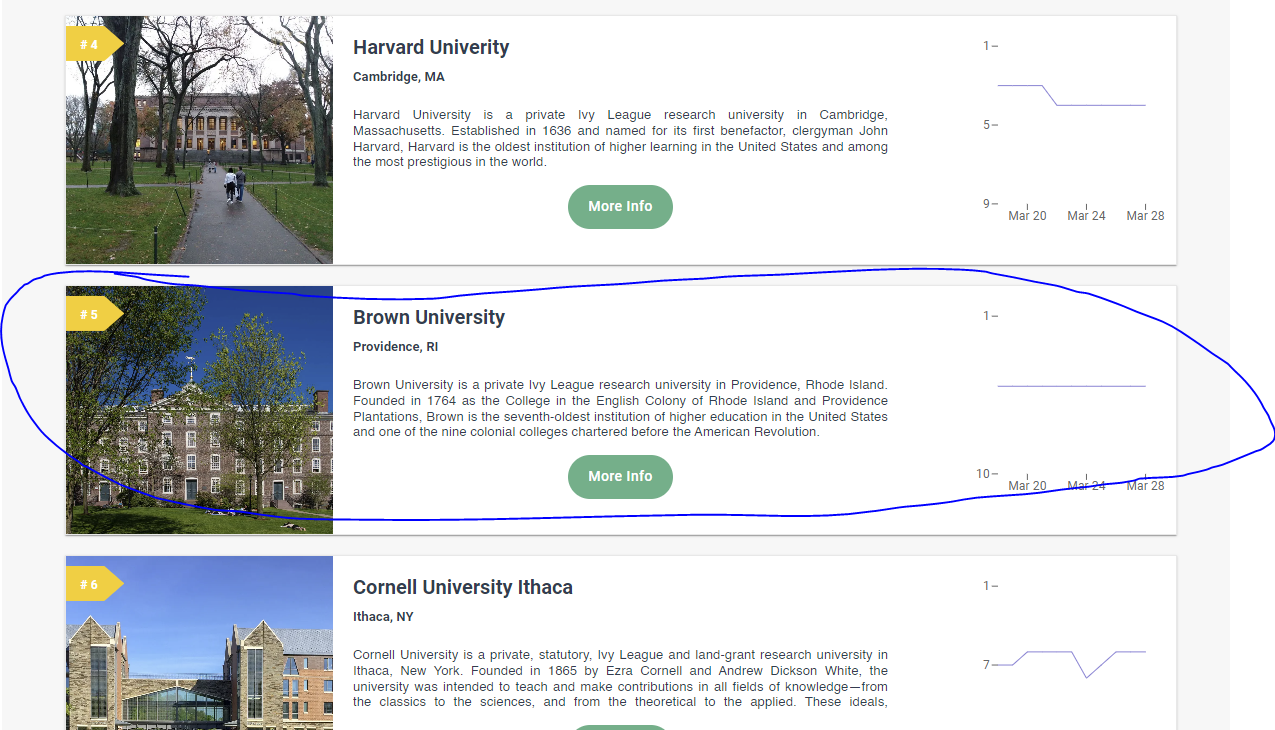 # 4
Harvard Univerity
Cambridge, MA
Harvard University is a private Ivy League research university in Cambridge,
Massachusetts. Established in 1636 and named for its first benefactor, clergyman John
Harvard, Harvard is the oldest institution of higher learning in the United States and among
the most prestigious in the world.
More Info
1
5
9
Mar 20 Mar 24 Mar 28
# 5
Brown University
Providence, RI
Brown University is a private Ivy League research university in Providence, Rhode Island.
Founded in 1764 as the College in the English Colony of Rhode Island and Providence
Plantations, Brown is the seventh-oldest institution of higher education in the United States
and one of the nine colonial colleges chartered before the American Revolution.
More Info
1
10
Mar 20 Mar 24 Mar 28
# 6
Cornell University Ithaca
Ithaca, NY
Cornell University is a private, statutory, Ivy League and land-grant research university in
Ithaca, New York. Founded in 1865 by Ezra Cornell and Andrew Dickson White, the
university was intended to teach and make contributions in all fields of knowledge—from
the classics to the sciences, and from the theoretical to the applied. These ideals,
1
7